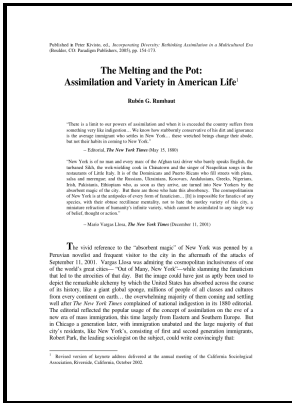 Published in Peter Kivisto, ed., Incorporating Diversity: Rethinking Assimilation in a Multicultural Era
(Boulder, CO: Paradigm Publishers, 2005), pp. 154-173.
The Melting and the Pot:
Assimilation and Variety in American Life¹
Rubén G. Rumbaut
"There is a limit to our powers of assimilation and when it is exceeded the country suffers from
something very like indigestion... We know how stubbornly conservative of his dirt and ignorance
is the average immigrant who settles in New York... these wretched beings change their abode,
but not their habits in coming to New York."
– Editorial, The New York Times (May 15, 1880)
"New York is of no man and every man: of the Afghan taxi driver who barely speaks English, the
turbaned Sikh, the wok-wielding cook in Chinatown and the singer of Neapolitan songs in the
restaurants of Little Italy. It is of the Dominicans and Puerto Ricans who fill streets with plena,
salsa and merengue; and the Russians, Ukrainians, Kosovars, Andalusians, Greeks, Nigerians,
Irish, Pakistanis, Ethiopians who, as soon as they arrive, are turned into New Yorkers by the
absorbent magic of the city. But there are those who hate this absorbency. The cosmopolitanism
of New York is at the antipodes of every form of fanaticism... [It] is impossible for fanatics of any
species, with their obtuse rectilinear mentality, not to hate the motley variety of this city, a
miniature refraction of humanity's infinite variety, which cannot be assimilated to any single way
of belief, thought or action."
– Mario Vargas Llosa, The New York Times (December 11, 2001)
The vivid reference to the "absorbent magic" of New York was penned by a
Peruvian novelist and frequent visitor to the city in the aftermath of the attacks of
September 11, 2001. Vargas Llosa was admiring the cosmopolitan inclusiveness of one
of the world's great cities— "Out of Many, New York"—while slamming the fanaticism
that led to the atrocities of that day. But the image could have just as aptly been used to
depict the remarkable alchemy by which the United States has absorbed across the course
of its history, like a giant global sponge, millions of people of all classes and cultures
from every continent on earth... the overwhelming majority of them coming and settling
well after The New York Times complained of national indigestion in its 1880 editorial.
The editorial reflected the popular usage of the concept of assimilation on the eve of a
new era of mass immigration, this time largely from Eastern and Southern Europe. But
in Chicago a generation later, with immigration unabated and the large majority of that
city's residents, like New York's, consisting of first and second generation immigrants,
Robert Park, the leading sociologist on the subject, could write convincingly that:
¹ Revised version of keynote address delivered at the annual meeting of the California Sociological
Association, Riverside, California, October 2002.